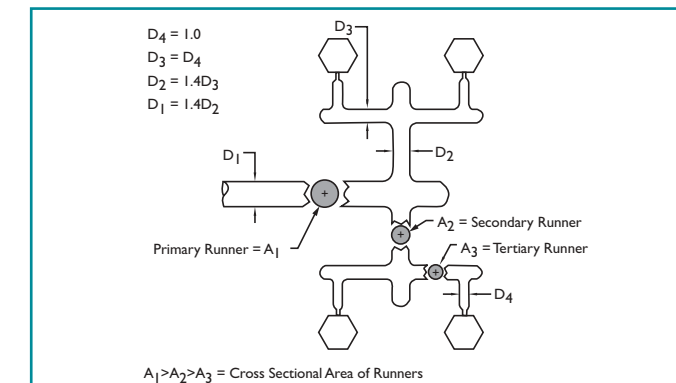 D4 = 1.0
D3 = D4
D2 = 1.4D3
D1 = 1.4D2
D3
D1
D2
+
A2 = Secondary Runner
+
Primary Runner = A1
A3 = Tertiary Runner
+
D4
A1>A2>A3 = Cross Sectional Area of Runners